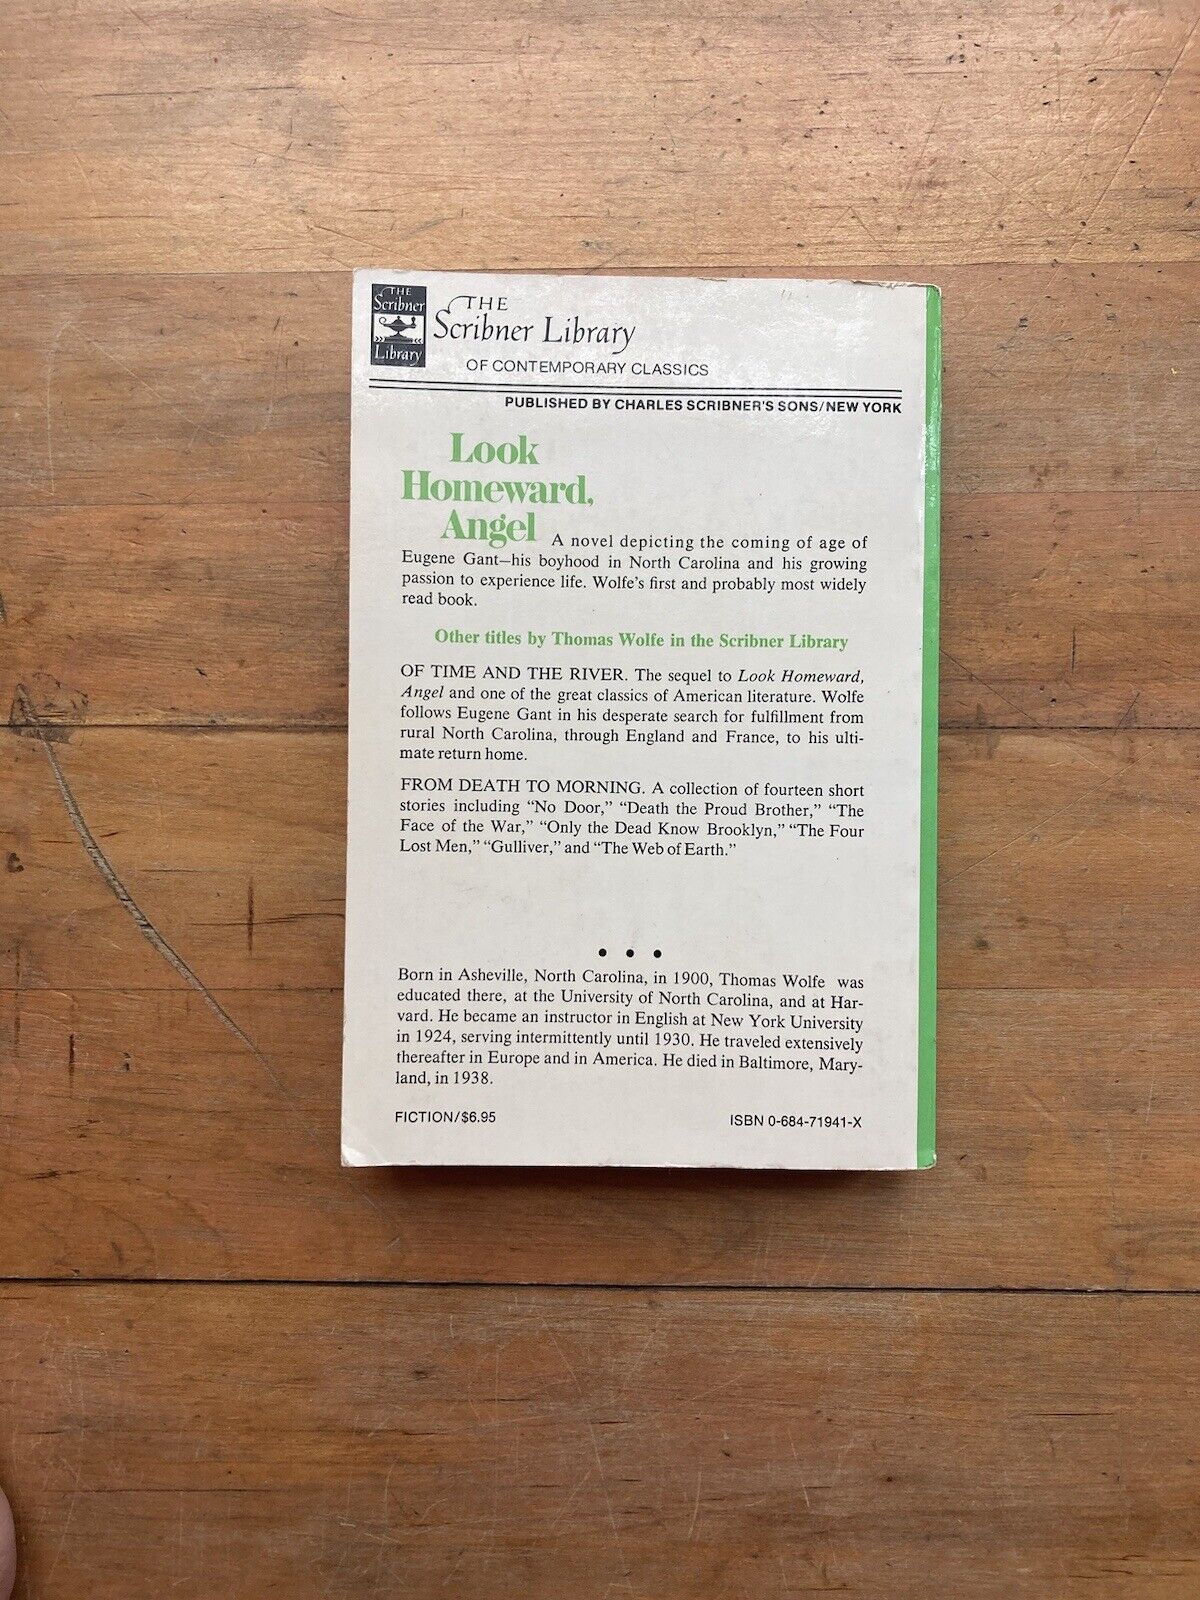 THE
Scribner
Library
THE
Scribner Library
OF CONTEMPORARY CLASSICS
PUBLISHED BY CHARLES SCRIBNER'S SONS/NEW YORK
Look
Homeward,
Angel A novel depicting the coming of age of
Eugene Gant—his boyhood in North Carolina and his growing
passion to experience life. Wolfe's first and probably most widely
read book.
Other titles by Thomas Wolfe in the Scribner Library
OF TIME AND THE RIVER. The sequel to Look Homeward,
Angel and one of the great classics of American literature. Wolfe
follows Eugene Gant in his desperate search for fulfillment from
rural North Carolina, through England and France, to his ulti-
mate return home.
FROM DEATH TO MORNING. A collection of fourteen short
stories including “No Door,” “Death the Proud Brother,” “The
Face of the War,” “Only the Dead Know Brooklyn,” “The Four
Lost Men,” “Gulliver,” and “The Web of Earth.”
• • •
Born in Asheville, North Carolina, in 1900, Thomas Wolfe was
educated there, at the University of North Carolina, and at Har-
vard. He became an instructor in English at New York University
in 1924, serving intermittently until 1930. He traveled extensively
thereafter in Europe and in America. He died in Baltimore, Mary-
land, in 1938.
FICTION/$6.95
ISBN 0-684-71941-X